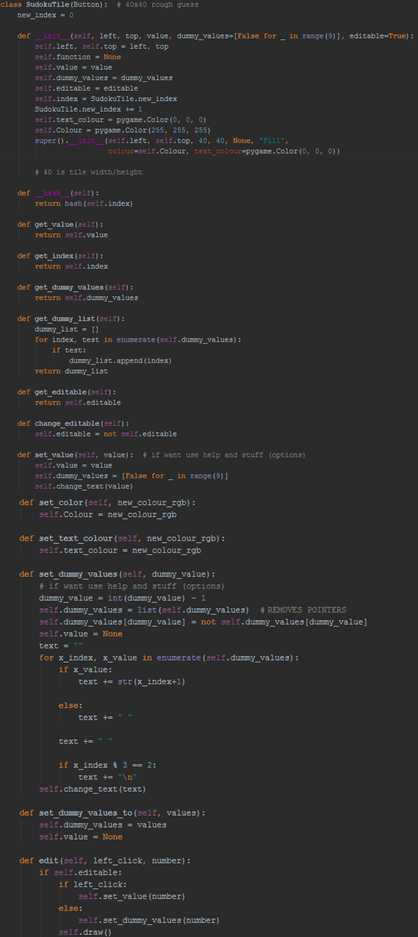 class SudokuTile(Button):  # 40x40 rough guess
    new_index = 0

    def __init__(self, left, top, value, dummy_values=[False for _ in range(9)], editable=True):
        self.left, self.top = left, top
        self.function = None
        self.value = value
        self.dummy_values = dummy_values
        self.editable = editable
        self.index = SudokuTile.new_index
        SudokuTile.new_index += 1
        self.text_colour = pygame.Color(0, 0, 0)
        self.Colour = pygame.Color(255, 255, 255)
        super().__init__(self.left, self.top, 40, 40, None, "Fill",
                         colour=self.Colour, text_colour=pygame.Color(0, 0, 0))

        # 40 is tile width/height

    def __hash__(self):
        return hash(self.index)

    def get_value(self):
        return self.value

    def get_index(self):
        return self.index

    def get_dummy_values(self):
        return self.dummy_values

    def get_dummy_list(self):
        dummy_list = []
        for index, test in enumerate(self.dummy_values):
            if test:
                dummy_list.append(index)
        return dummy_list

    def get_editable(self):
        return self.editable

    def change_editable(self):
        self.editable = not self.editable

    def set_value(self, value):  # if want use help and stuff (options)
        self.value = value
        self.dummy_values = [False for _ in range(9)]
        self.change_text(value)
    def set_color(self, new_colour_rgb):
        self.Colour = new_colour_rgb

    def set_text_colour(self, new_colour_rgb):
        self.text_colour = new_colour_rgb

    def set_dummy_values(self, dummy_value):
        # if want use help and stuff (options)
        dummy_value = int(dummy_value) - 1
        self.dummy_values = list(self.dummy_values)  # REMOVES POINTERS
        self.dummy_values[dummy_value] = not self.dummy_values[dummy_value]
        self.value = None
        text = ""
        for x_index, x_value in enumerate(self.dummy_values):
            if x_value:
                text += str(x_index+1)

            else:
                text += " "

            text += " "

            if x_index % 3 == 2:
                text += "\n"
        self.change_text(text)

    def set_dummy_values_to(self, values):
        self.dummy_values = values
        self.value = None

    def edit(self, left_click, number):
        if self.editable:
            if left_click:
                self.set_value(number)
            else:
                self.set_dummy_values(number)
            self.draw()